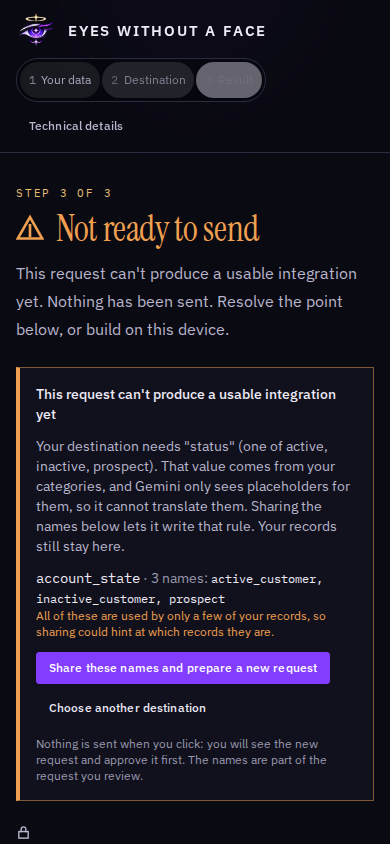 EYES WITHOUT A FACE
1 Your data 2 Destination 3 Result
Technical details
STEP 3 OF 3
Not ready to send
This request can't produce a usable integration
yet. Nothing has been sent. Resolve the point
below, or build on this device.
This request can't produce a usable integration
yet
Your destination needs "status" (one of active,
inactive, prospect). That value comes from your
categories, and Gemini only sees placeholders for
them, so it cannot translate them. Sharing the
names below lets it write that rule. Your records
still stay here.
account_state · 3 names: active_customer,
inactive_customer, prospect
All of these are used by only a few of your records, so
sharing could hint at which records they are.
Share these names and prepare a new request
Choose another destination
Nothing is sent when you click: you will see the new
request and approve it first. The names are part of the
request you review.